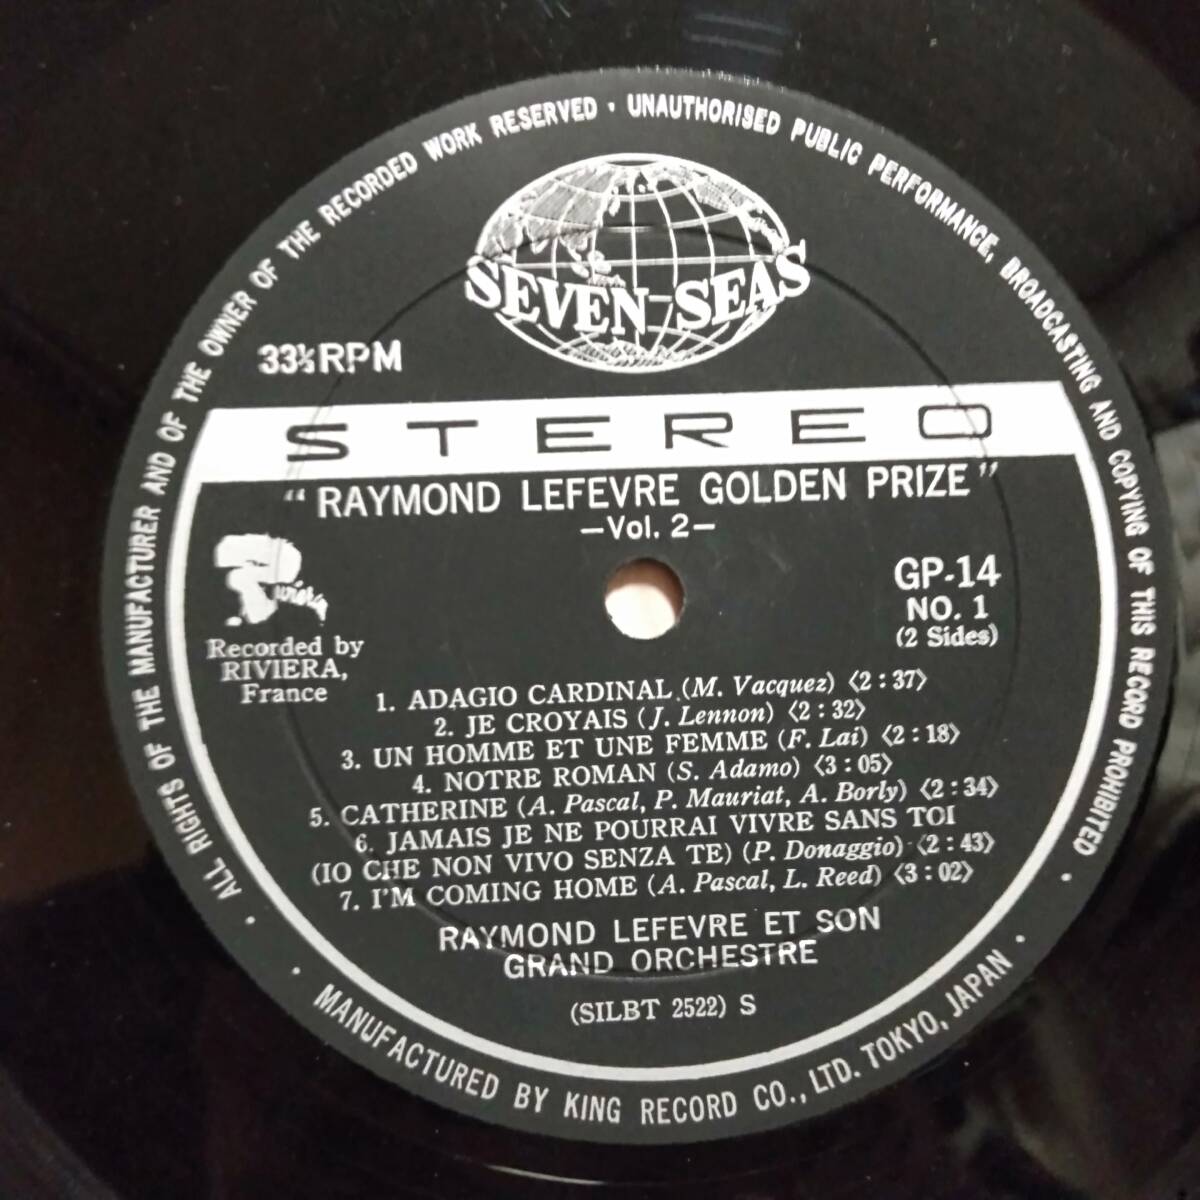 ALL RIGHTS OF THE MANUFACTURER AND OF THE OWNER OF THE RECORDED WORK RESERVED · UNAUTHORISED PUBLIC PERFORMANCE, BROADCASTING AND COPYING OF THIS RECORD PROHIBITED
SEVEN-SEAS
33⅓RPM
STEREO
"RAYMOND LEFEVRE GOLDEN PRIZE"
—Vol. 2—
Riviera
Recorded by
RIVIERA,
France
GP-14
NO. 1
(2 Sides)
1. ADAGIO CARDINAL (M. Vacquez) ⟨2:37⟩
2. JE CROYAIS (J. Lennon) ⟨2:32⟩
3. UN HOMME ET UNE FEMME (F. Lai) ⟨2:18⟩
4. NOTRE ROMAN (S. Adamo) ⟨3:05⟩
5. CATHERINE (A. Pascal, P. Mauriat, A. Borly) ⟨2:34⟩
6. JAMAIS JE NE POURRAI VIVRE SANS TOI
(IO CHE NON VIVO SENZA TE) (P. Donaggio) ⟨2:43⟩
7. I'M COMING HOME (A. Pascal, L. Reed) ⟨3:02⟩
RAYMOND LEFEVRE ET SON
GRAND ORCHESTRE
(SILBT 2522) S
· MANUFACTURED BY KING RECORD CO., LTD. TOKYO, JAPAN ·